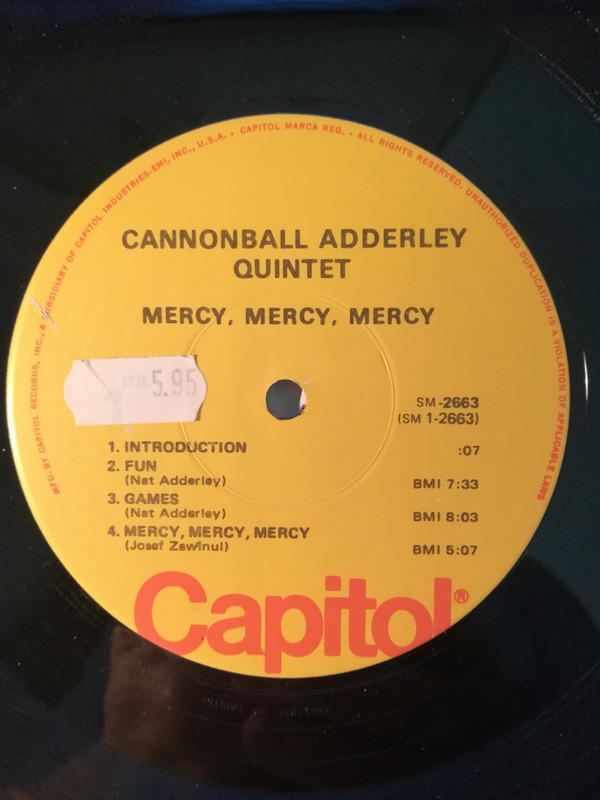 MFD. BY CAPITOL RECORDS, INC., A SUBSIDIARY OF CAPITOL INDUSTRIES-EMI, INC., U.S.A. • CAPITOL MARCA REG. • ALL RIGHTS RESERVED. UNAUTHORIZED DUPLICATION IS A VIOLATION OF APPLICABLE LAWS
CANNONBALL ADDERLEY
QUINTET
MERCY, MERCY, MERCY
5.95
SM-2663
(SM 1-2663)
1. INTRODUCTION :07
2. FUN
(Nat Adderley) BMI 7:33
3. GAMES
(Nat Adderley) BMI 8:03
4. MERCY, MERCY, MERCY
(Josef Zawinul) BMI 5:07
Capitol®